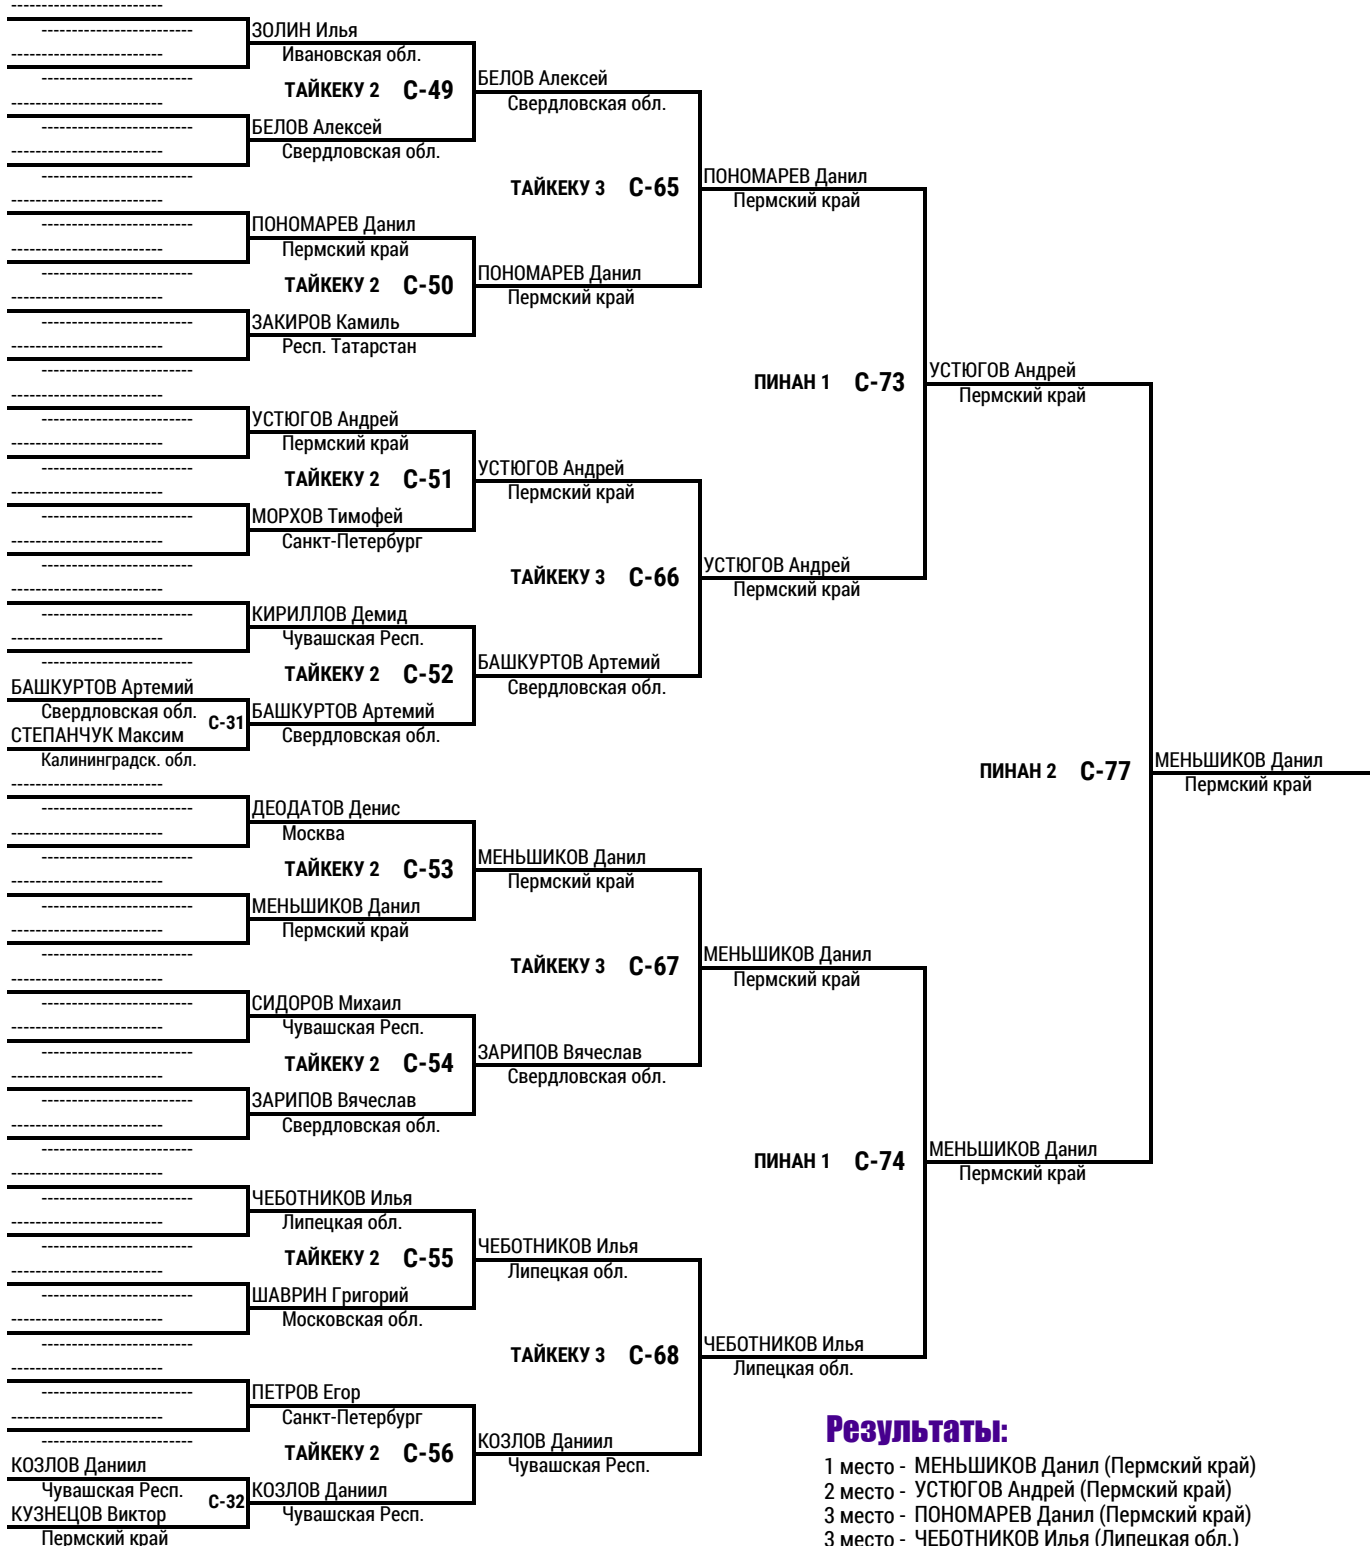 ЗОЛИН Илья
Ивановская обл.
ТАЙКЕКУ 2 С-49
БЕЛОВ Алексей
Свердловская обл.
БЕЛОВ Алексей
Свердловская обл.
ТАЙКЕКУ 3 С-65
ПОНОМАРЕВ Данил
Пермский край
ПОНОМАРЕВ Данил
Пермский край
ТАЙКЕКУ 2 С-50
ПОНОМАРЕВ Данил
Пермский край
ЗАКИРОВ Камиль
Респ. Татарстан
ПИНАН 1 С-73
УСТЮГОВ Андрей
Пермский край
УСТЮГОВ Андрей
Пермский край
ТАЙКЕКУ 2 С-51
УСТЮГОВ Андрей
Пермский край
МОРХОВ Тимофей
Санкт-Петербург
ТАЙКЕКУ 3 С-66
УСТЮГОВ Андрей
Пермский край
КИРИЛЛОВ Демид
Чувашская Респ.
ТАЙКЕКУ 2 С-52
БАШКУРТОВ Артемий
Свердловская обл.
БАШКУРТОВ Артемий
Свердловская обл.
С-31
СТЕПАНЧУК Максим
Калининградск. обл.
БАШКУРТОВ Артемий
Свердловская обл.
ПИНАН 2 С-77
МЕНЬШИКОВ Данил
Пермский край
ДЕОДАТОВ Денис
Москва
ТАЙКЕКУ 2 С-53
МЕНЬШИКОВ Данил
Пермский край
МЕНЬШИКОВ Данил
Пермский край
ТАЙКЕКУ 3 С-67
МЕНЬШИКОВ Данил
Пермский край
СИДОРОВ Михаил
Чувашская Респ.
ТАЙКЕКУ 2 С-54
ЗАРИПОВ Вячеслав
Свердловская обл.
ЗАРИПОВ Вячеслав
Свердловская обл.
ПИНАН 1 С-74
МЕНЬШИКОВ Данил
Пермский край
ЧЕБОТНИКОВ Илья
Липецкая обл.
ТАЙКЕКУ 2 С-55
ЧЕБОТНИКОВ Илья
Липецкая обл.
ШАВРИН Григорий
Московская обл.
ТАЙКЕКУ 3 С-68
ЧЕБОТНИКОВ Илья
Липецкая обл.
ПЕТРОВ Егор
Санкт-Петербург
ТАЙКЕКУ 2 С-56
КОЗЛОВ Даниил
Чувашская Респ.
КОЗЛОВ Даниил
Чувашская Респ.
С-32
КУЗНЕЦОВ Виктор
Пермский край
КОЗЛОВ Даниил
Чувашская Респ.
Результаты:
1 место - МЕНЬШИКОВ Данил (Пермский край)
2 место - УСТЮГОВ Андрей (Пермский край)
3 место - ПОНОМАРЕВ Данил (Пермский край)
3 место - ЧЕБОТНИКОВ Илья (Липецкая обл.)